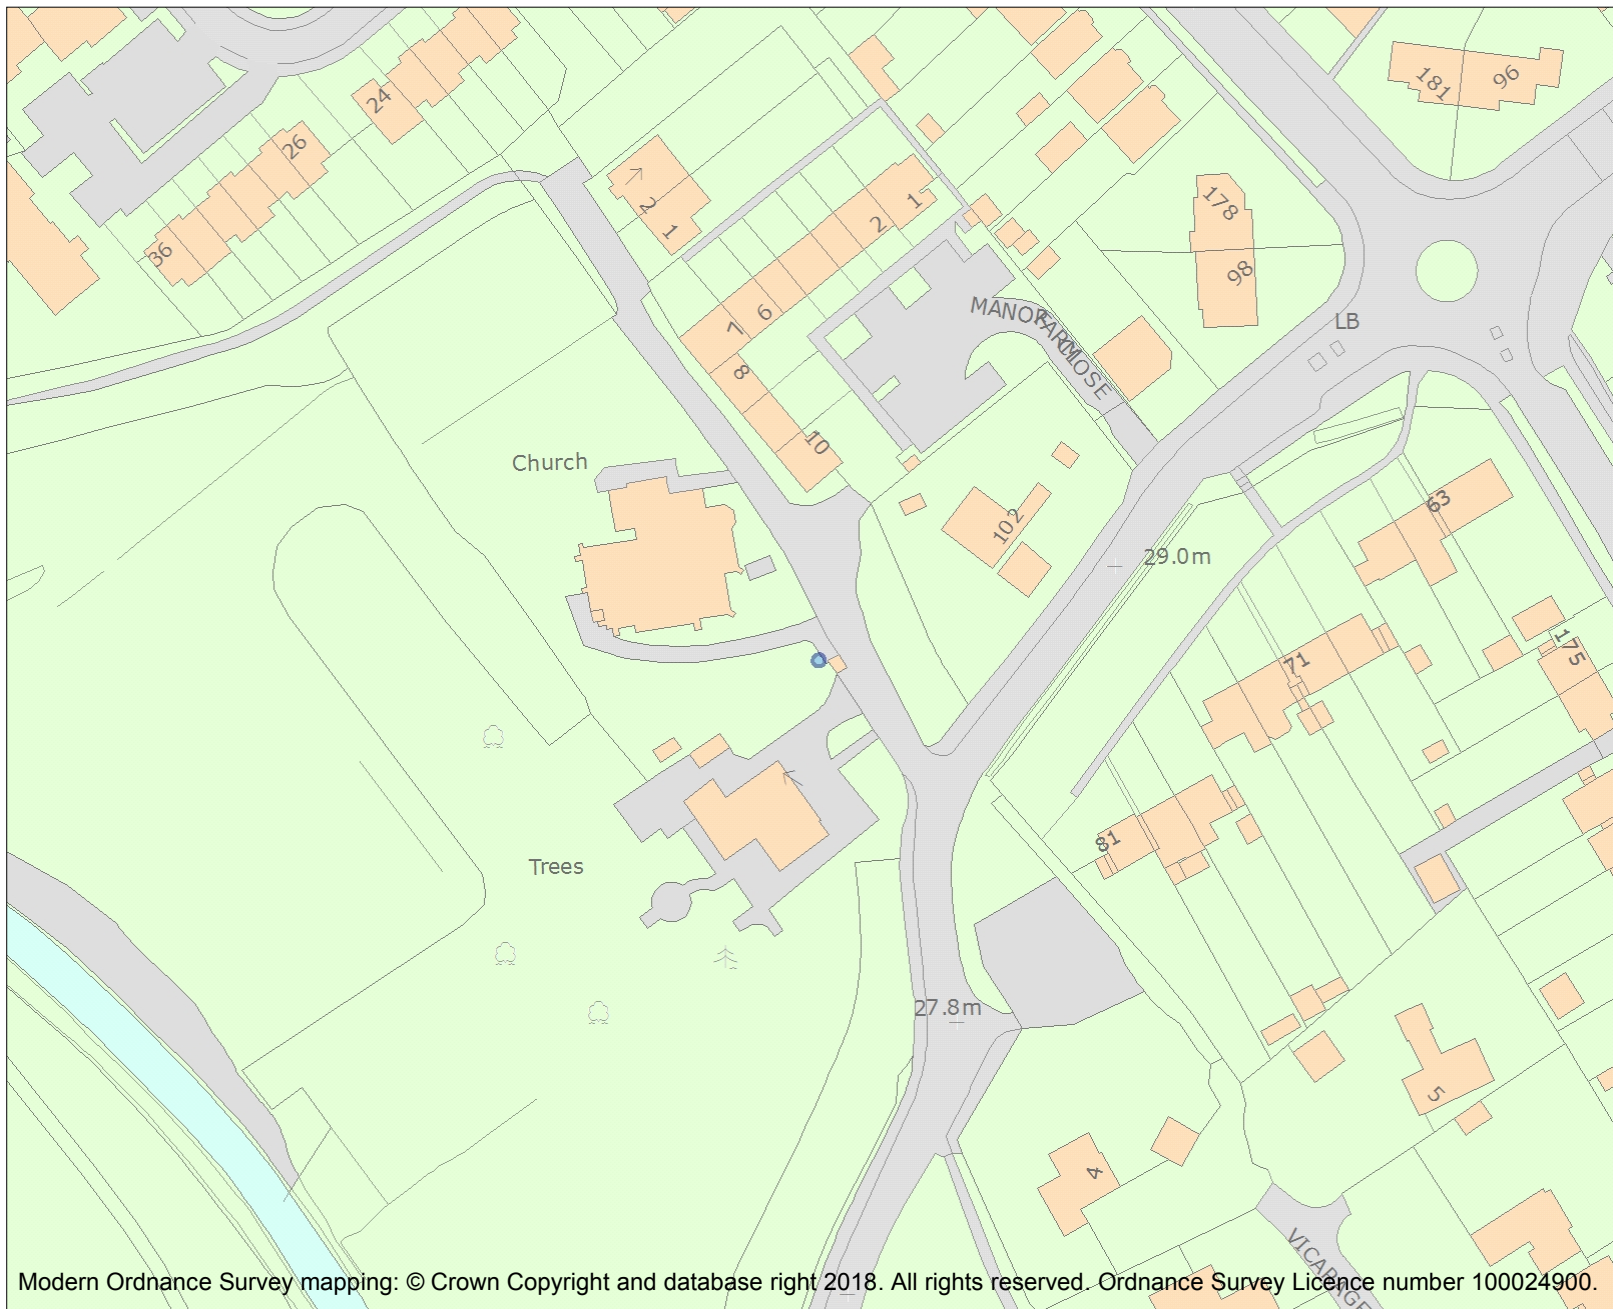 181
96
24
26
178
2
1
2
1
36
98
MANOR FARM CLOSE
LB
7
6
8
10
Church
63
102
29.0m
175
71
81
Trees
27.8m
5
4
VICARAGE
Modern Ordnance Survey mapping: © Crown Copyright and database right 2018. All rights reserved. Ordnance Survey Licence number 100024900.